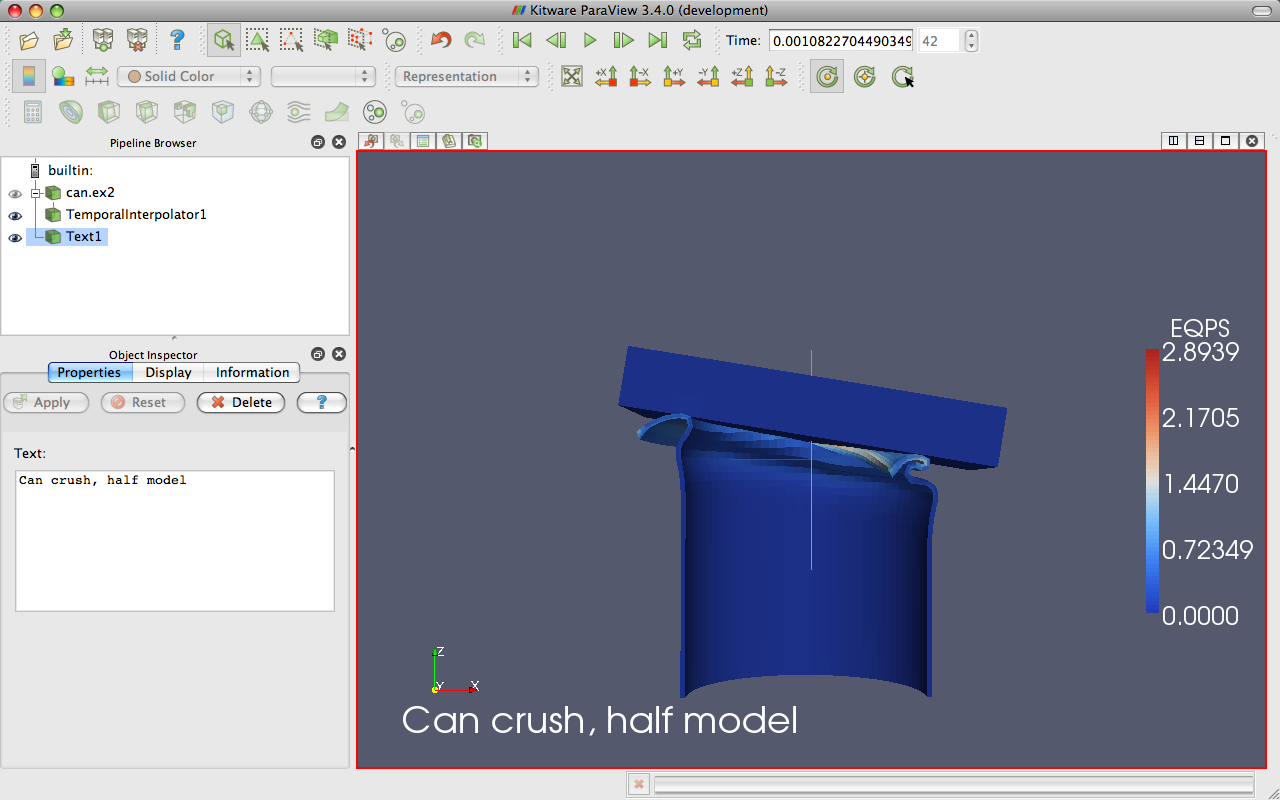 Kitware ParaView 3.4.0 (development)
Time: 0.0010822704490349 42
Solid Color Representation
+X -X +Y -Y +Z -Z
Pipeline Browser
builtin:
can.ex2
TemporalInterpolator1
Text1
Object Inspector
Properties Display Information
Apply Reset Delete ?
Text:
Can crush, half model
EQPS
2.8939
2.1705
1.4470
0.72349
0.0000
Z
Y X
Can crush, half model